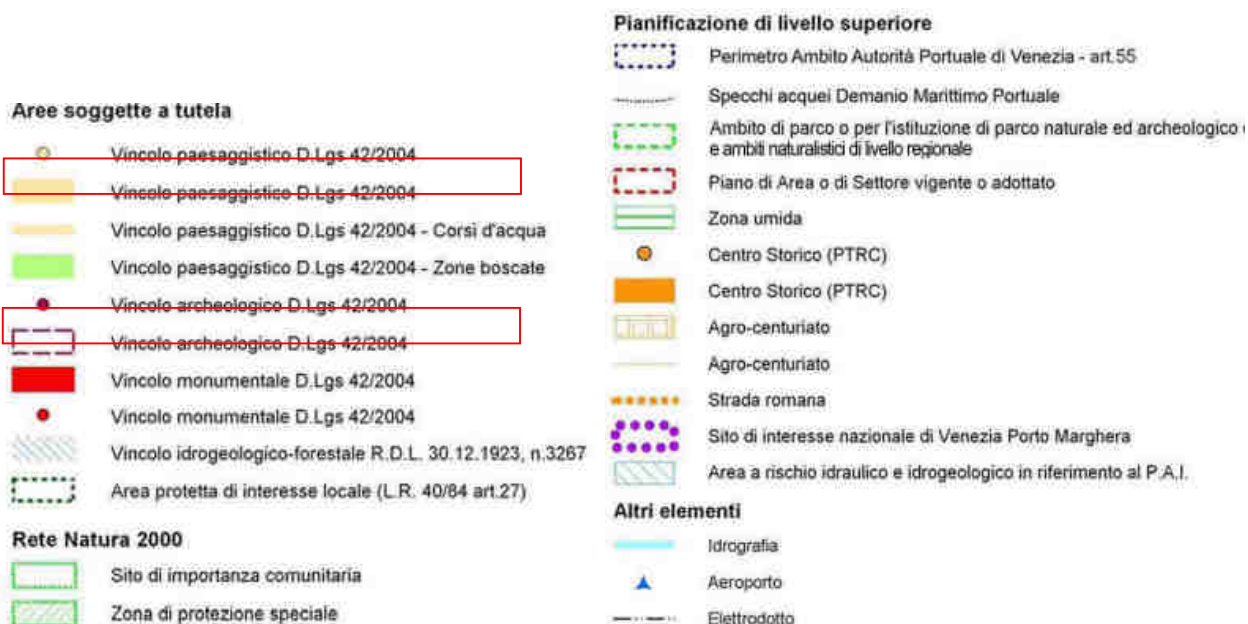 Aree soggette a tutela
Vincolo paesaggistico D.Lgs 42/2004
Vincolo paesaggistico D.Lgs 42/2004
Vincolo paesaggistico D.Lgs 42/2004 - Corsi d'acqua
Vincolo paesaggistico D.Lgs 42/2004 - Zone boscate
Vincolo archeologico D.Lgs 42/2004
Vincolo archeologico D.Lgs 42/2004
Vincolo monumentale D.Lgs 42/2004
Vincolo monumentale D.Lgs 42/2004
Vincolo idrogeologico-forestale R.D.L. 30.12.1923, n.3267
Area protetta di interesse locale (L.R. 40/84 art.27)
Rete Natura 2000
Sito di importanza comunitaria
Zona di protezione speciale
Pianificazione di livello superiore
Perimetro Ambito Autorità Portuale di Venezia - art.55
Specchi acquei Demanio Marittimo Portuale
Ambito di parco o per l'istituzione di parco naturale ed archeologico
e ambiti naturalistici di livello regionale
Piano di Area o di Settore vigente o adottato
Zona umida
Centro Storico (PTRC)
Centro Storico (PTRC)
Agro-centuriato
Agro-centuriato
Strada romana
Sito di interesse nazionale di Venezia Porto Marghera
Area a rischio idraulico e idrogeologico in riferimento al P.A.I.
Altri elementi
Idrografia
Aeroporto
Elettrodotto